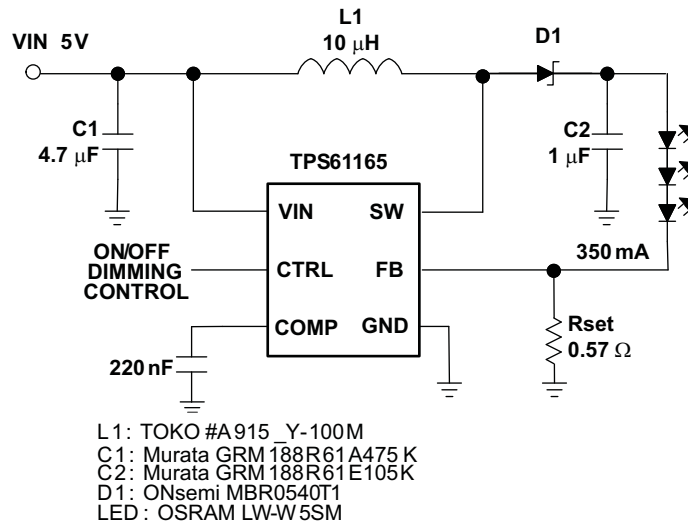 L1
10 μH
VIN 5V
D1
C1
4.7 μF
C2
1 μF
TPS61165
VIN SW
ON/OFF
DIMMING
CONTROL
CTRL FB
350 mA
COMP GND
Rset
0.57 Ω
220 nF
L1: TOKO #A915_Y-100M
C1: Murata GRM188R61A475K
C2: Murata GRM188R61E105K
D1: ONsemi MBR0540T1
LED: OSRAM LW-W5SM